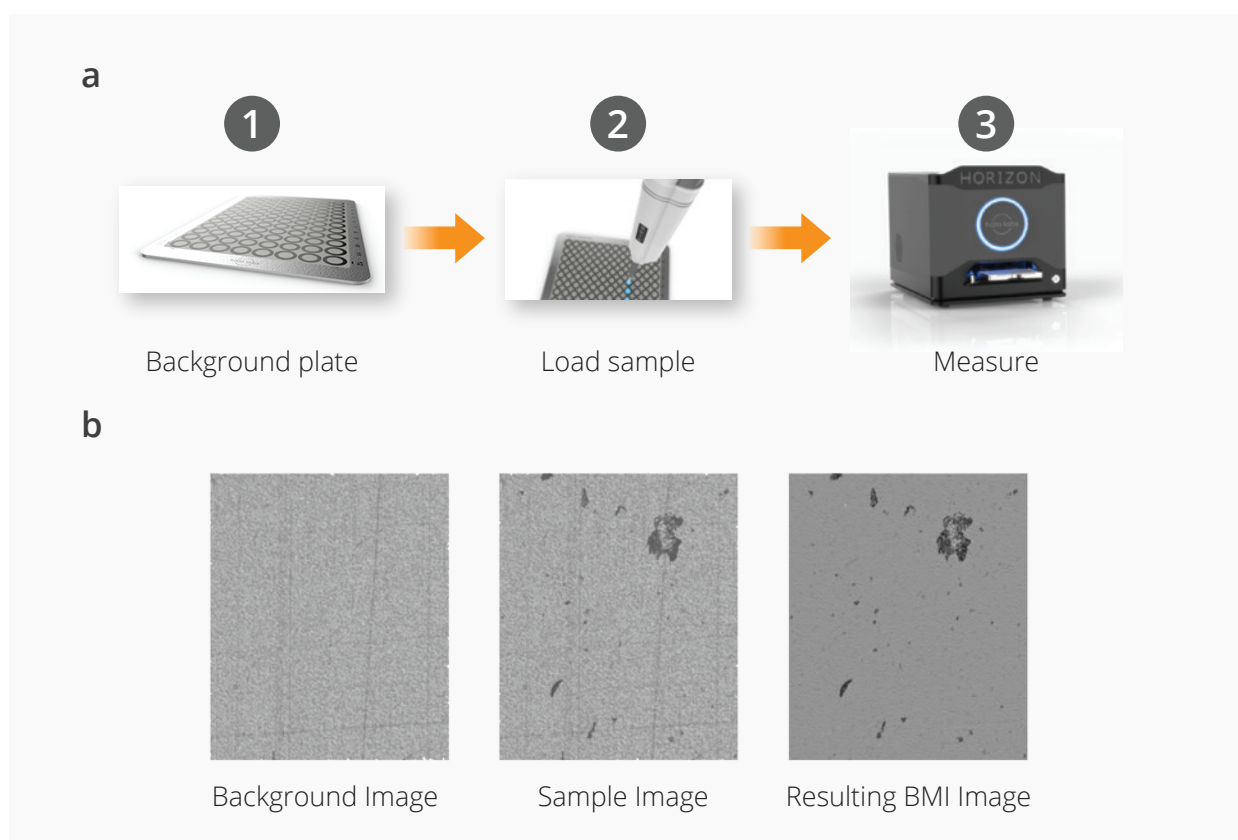 a
1
2
3
HORIZON
Background plate
Load sample
Measure
b
Background Image
Sample Image
Resulting BMI Image